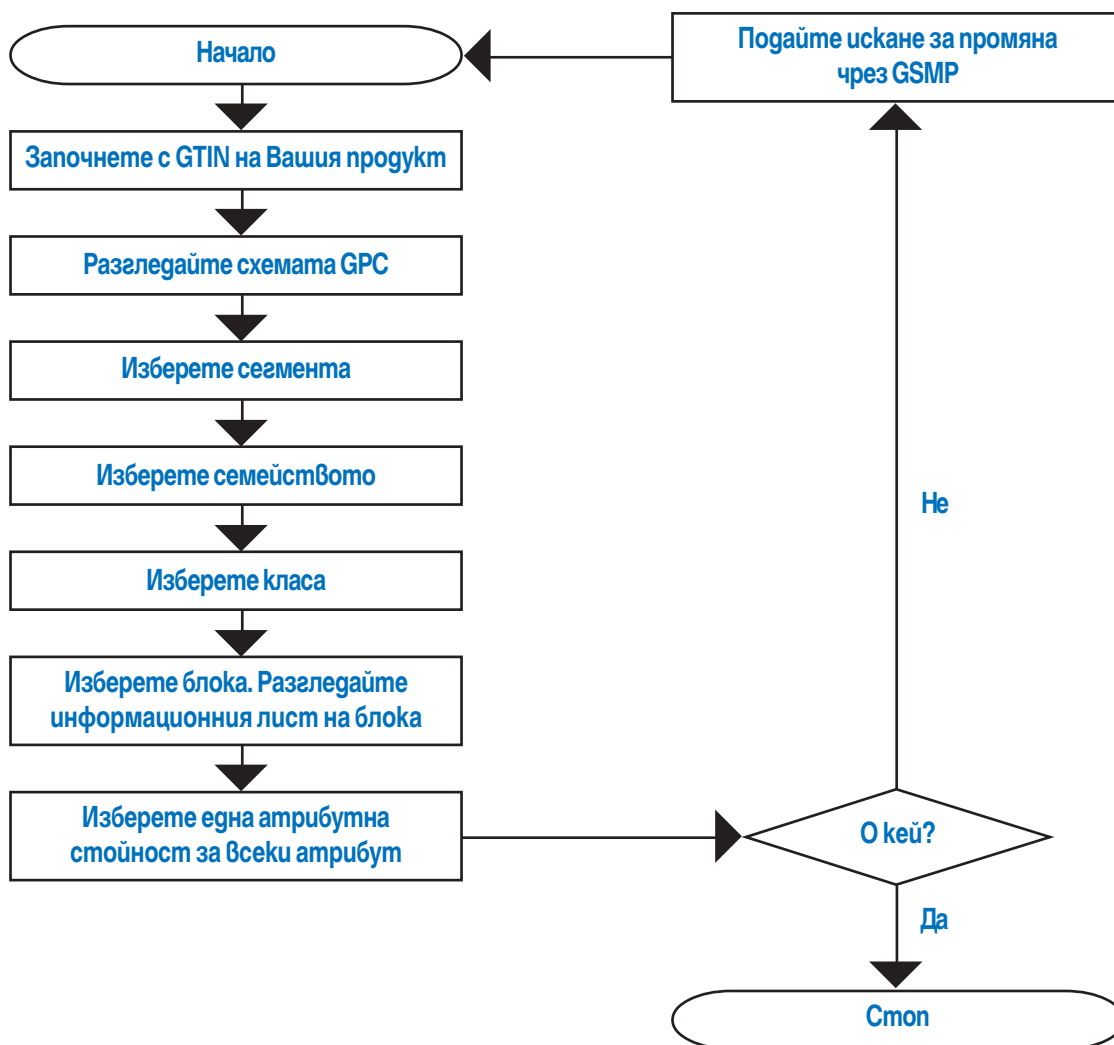 Начало
Подайте искане за промяна
чрез GSMP
Започнете с GTIN на Вашия продукт
Разгледайте схемата GPC
Изберете сегмента
Изберете семейството
Изберете класа
Изберете блока. Разгледайте
информационния лист на блока
Изберете една атрибутна
стойност за всеки атрибут
О кей?
Не
Да
Стоп